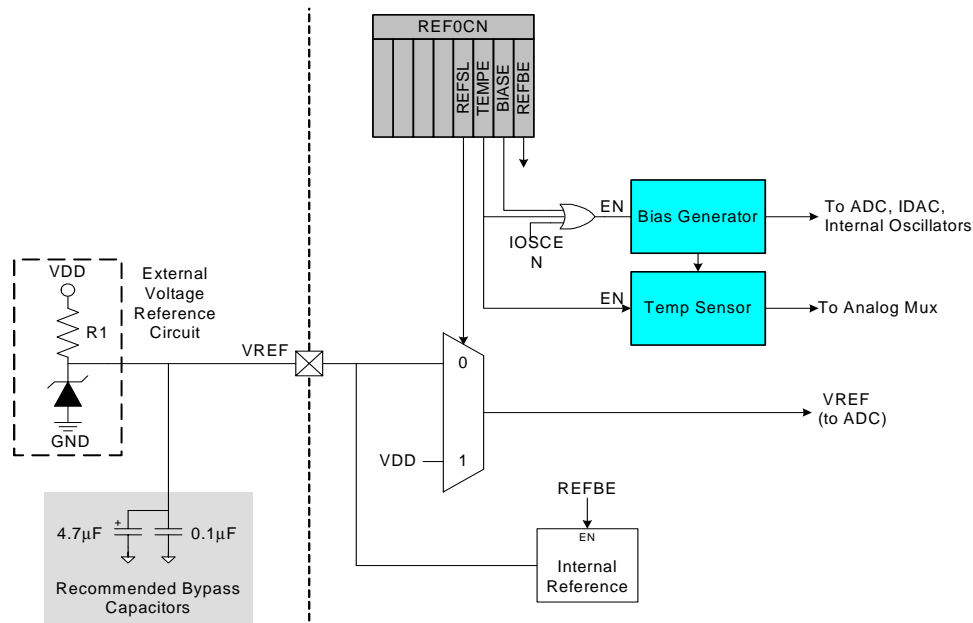 REF0CN
REFSL
TEMPE
BIASE
REFBE
EN
Bias Generator
To ADC, IDAC,
Internal Oscillators
IOSCE
N
VDD
External
Voltage
Reference
Circuit
R1
EN
Temp Sensor
To Analog Mux
VREF
0
GND
VREF
(to ADC)
VDD
1
REFBE
4.7μF
+
0.1μF
EN
Internal
Reference
Recommended Bypass
Capacitors